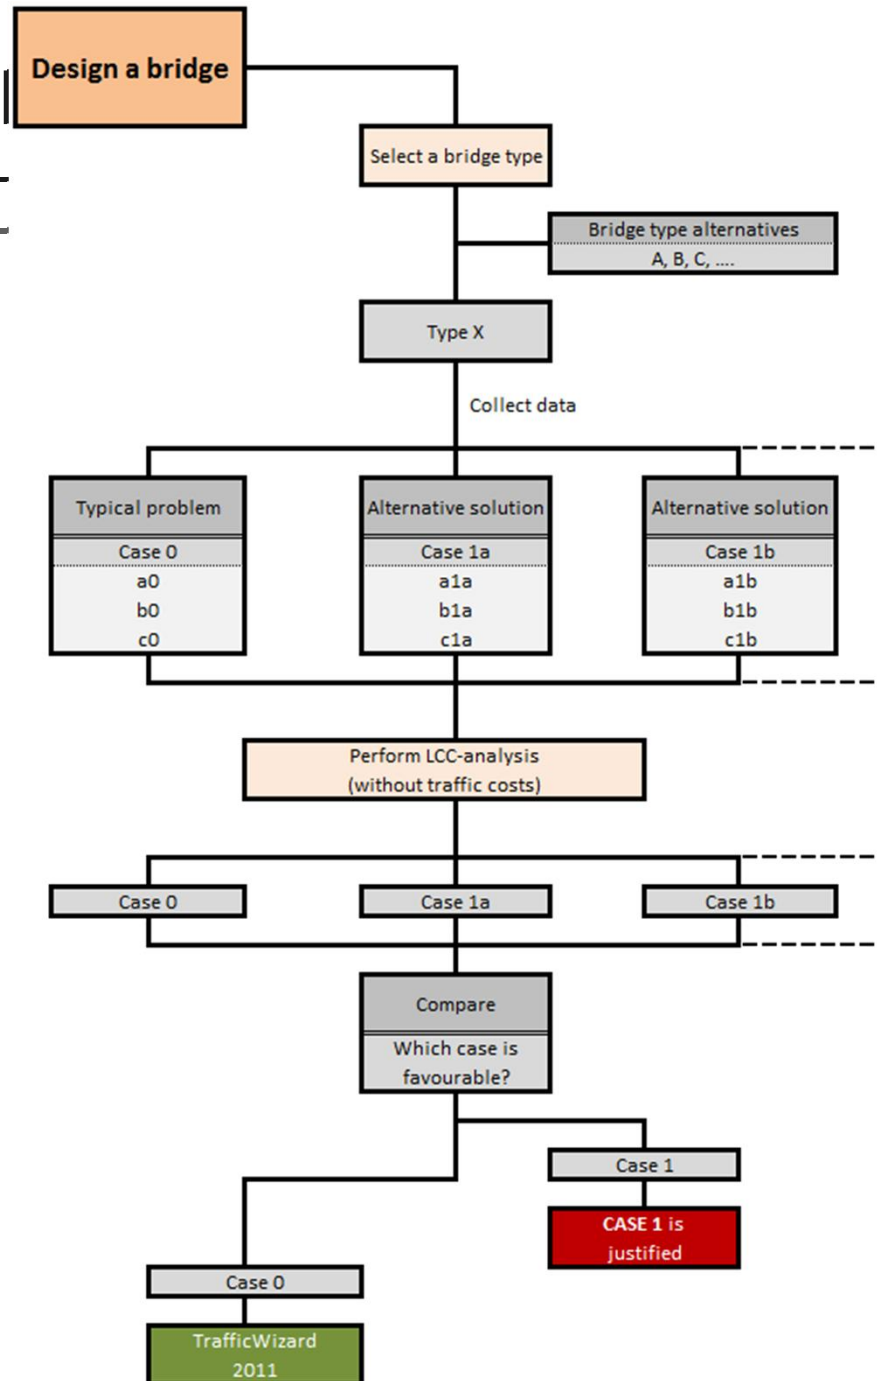 Design a bridge
Select a bridge type
Bridge type alternatives
A, B, C, ....
Type X
Collect data
Typical problem
Case 0
a0
b0
c0
Alternative solution
Case 1a
a1a
b1a
c1a
Alternative solution
Case 1b
a1b
b1b
c1b
Perform LCC-analysis
(without traffic costs)
Case 0
Case 1a
Case 1b
Compare
Which case is
favourable?
Case 1
CASE 1 is
justified
Case 0
TrafficWizard
2011